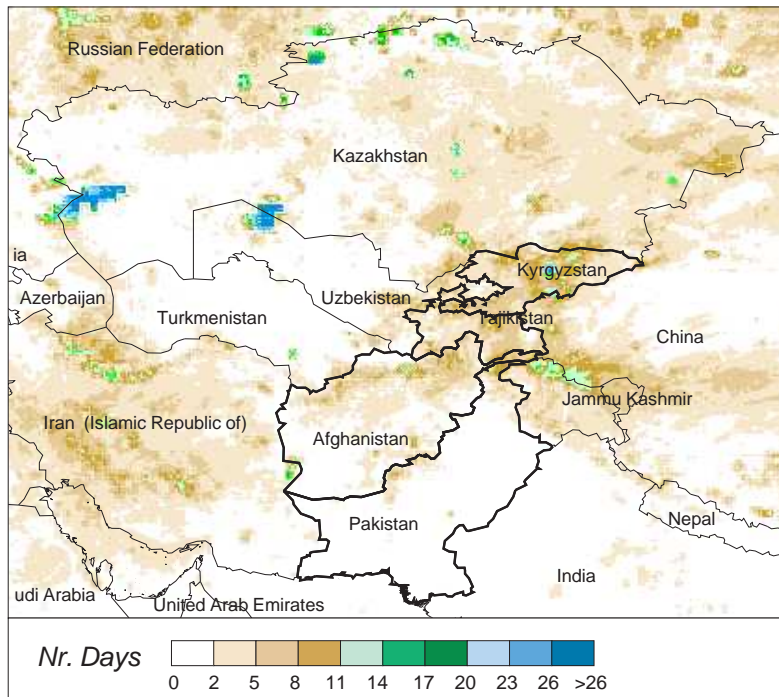 Russian Federation
Kazakhstan
ia
Kyrgyzstan
Azerbaijan
Uzbekistan
Turkmenistan
Tajikistan
China
Jammu Kashmir
Iran (Islamic Republic of)
Afghanistan
Pakistan
Nepal
India
udi Arabia
United Arab Emirates
Nr. Days
0 2 5 8 11 14 17 20 23 26 >26